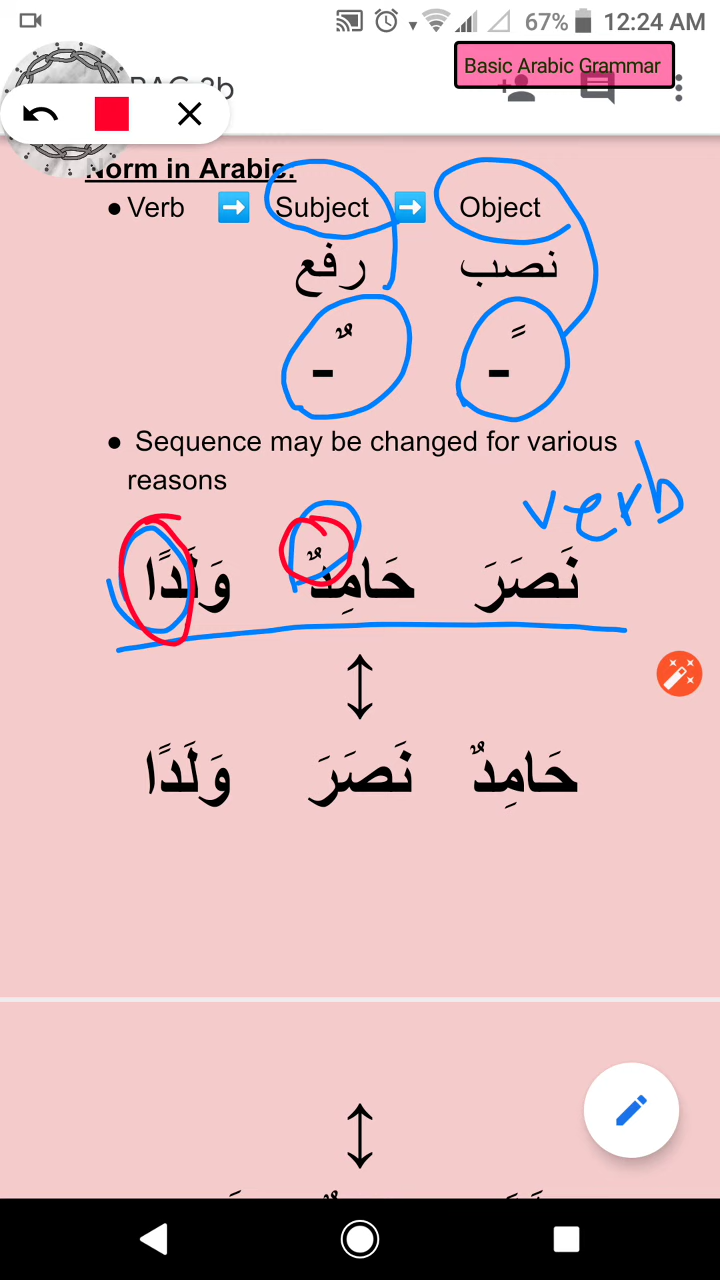 67% 12:24 AM
Basic Arabic Grammar
Norm in Arabic:
● Verb ➡ Subject ➡ Object
رفع نصب
-ٌ -ً
● Sequence may be changed for various
reasons
verb
نَصَرَ حَامِدٌ وَلَدًا
↕
حَامِدٌ نَصَرَ وَلَدًا
↕